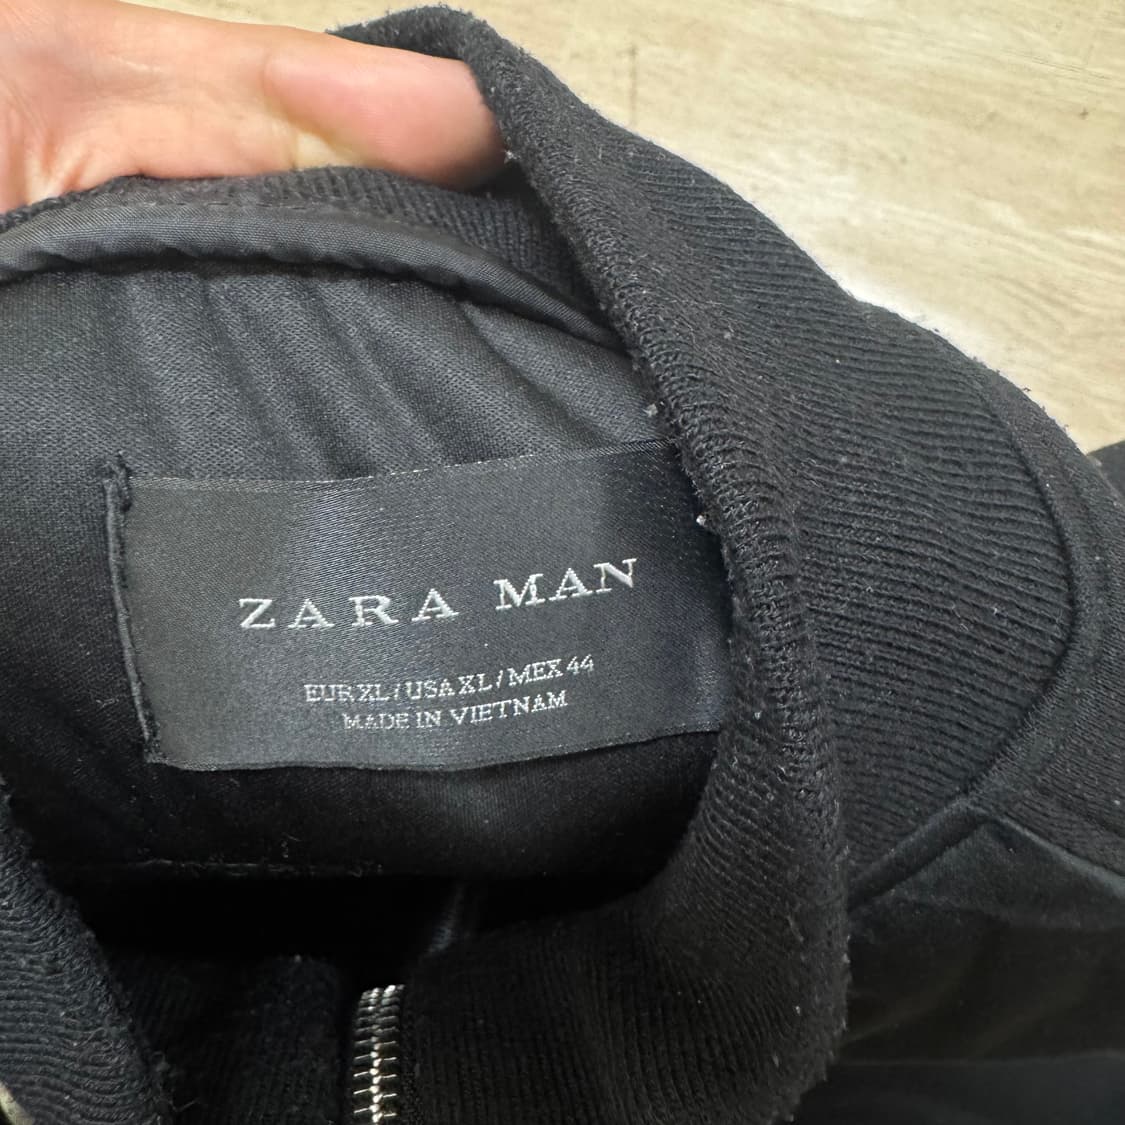 ZARA MAN
EUR XL / USA XL / MEX 44
MADE IN VIETNAM